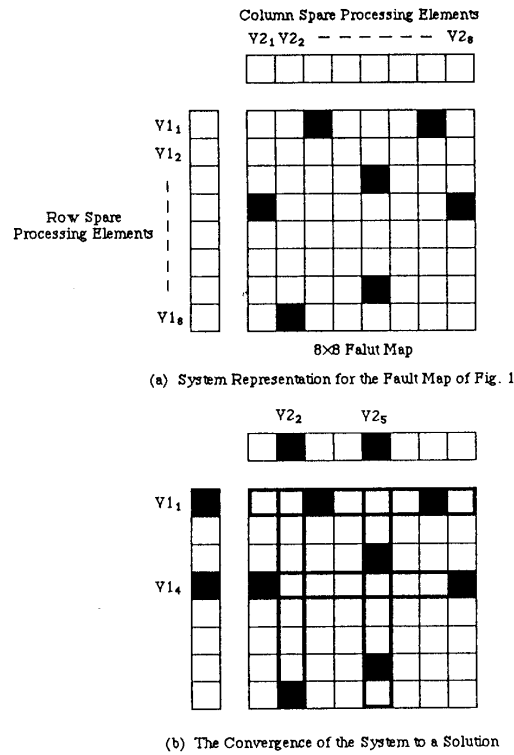 Column Spare Processing Elements
V2₁ V2₂ — — — — — — — V2₈
V1₁
V1₂
Row Spare
Processing Elements
V1₈
8×8 Falut Map
(a) System Representation for the Fault Map of Fig. 1
V2₂ V2₅
V1₁
V1₄
(b) The Convergence of the System to a Solution